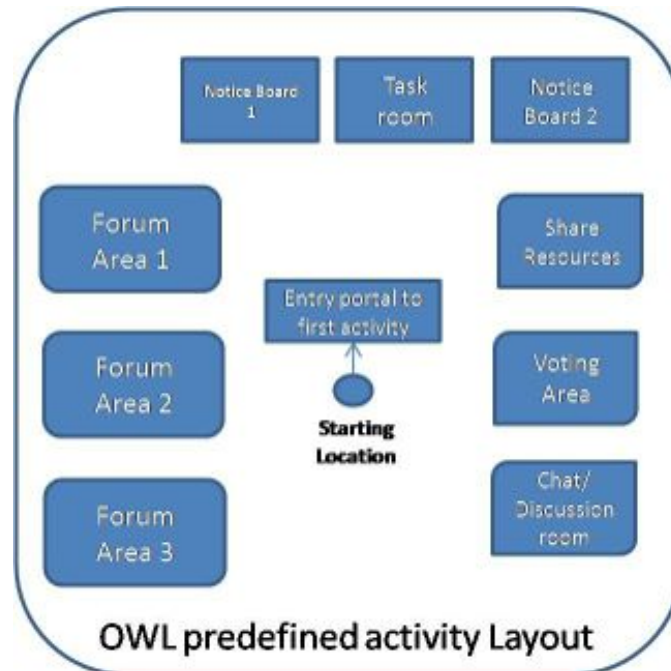 Notice Board
1
Task
room
Notice
Board 2
Forum
Area 1
Share
Resources
Entry portal to
first activity
Forum
Area 2
Voting
Area
Starting
Location
Forum
Area 3
Chat/
Discussion
room
OWL predefined activity Layout